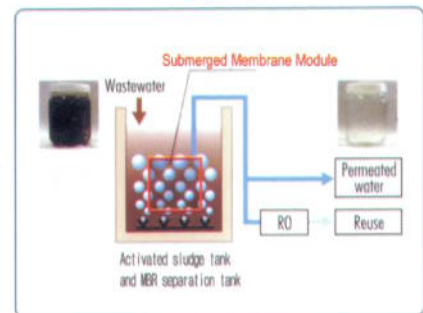 Submerged Membrane Module
Wastewater
Permeated
water
RO
Reuse
Activated sludge tank
and MBR separation tank